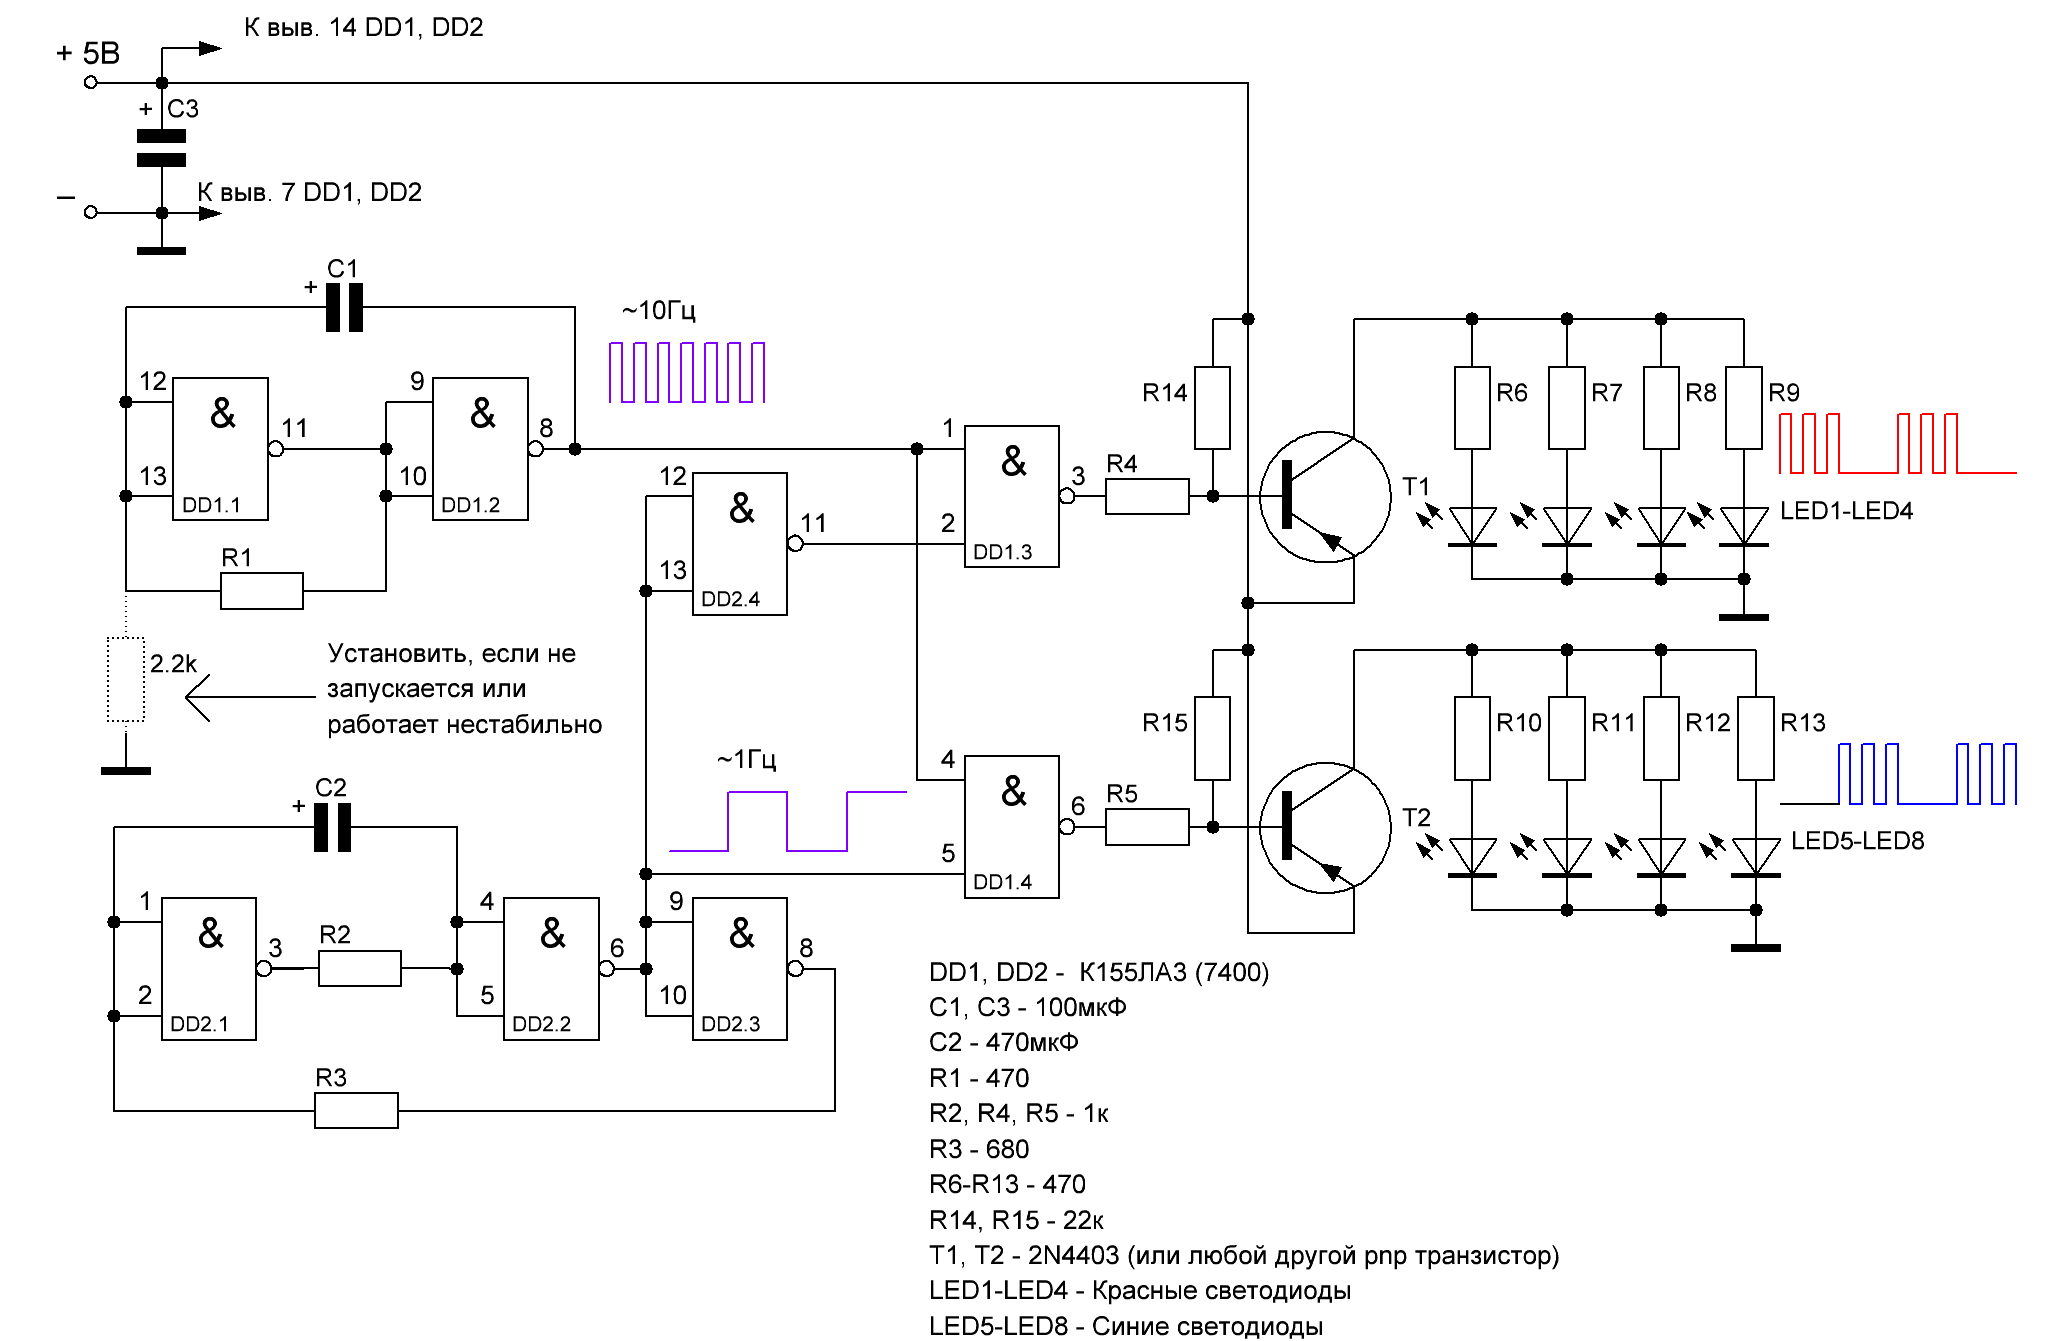 К выв. 14 DD1, DD2
+ 5В
+ C3
К выв. 7 DD1, DD2
–
C1
+
~10Гц
12
&
11
13
DD1.1
9
&
8
10
DD1.2
R1
2.2k
Установить, если не
запускается или
работает нестабильно
12
&
11
13
DD2.4
1
&
3
2
DD1.3
R14
R4
T1
R6
R7
R8
R9
LED1-LED4
~1Гц
4
&
6
5
DD1.4
R15
R5
T2
R10
R11
R12
R13
LED5-LED8
C2
+
1
&
3
2
DD2.1
R2
4
&
6
5
DD2.2
9
&
8
10
DD2.3
R3
DD1, DD2 - К155ЛА3 (7400)
C1, C3 - 100мкФ
C2 - 470мкФ
R1 - 470
R2, R4, R5 - 1к
R3 - 680
R6-R13 - 470
R14, R15 - 22к
T1, T2 - 2N4403 (или любой другой pnp транзистор)
LED1-LED4 - Красные светодиоды
LED5-LED8 - Синие светодиоды